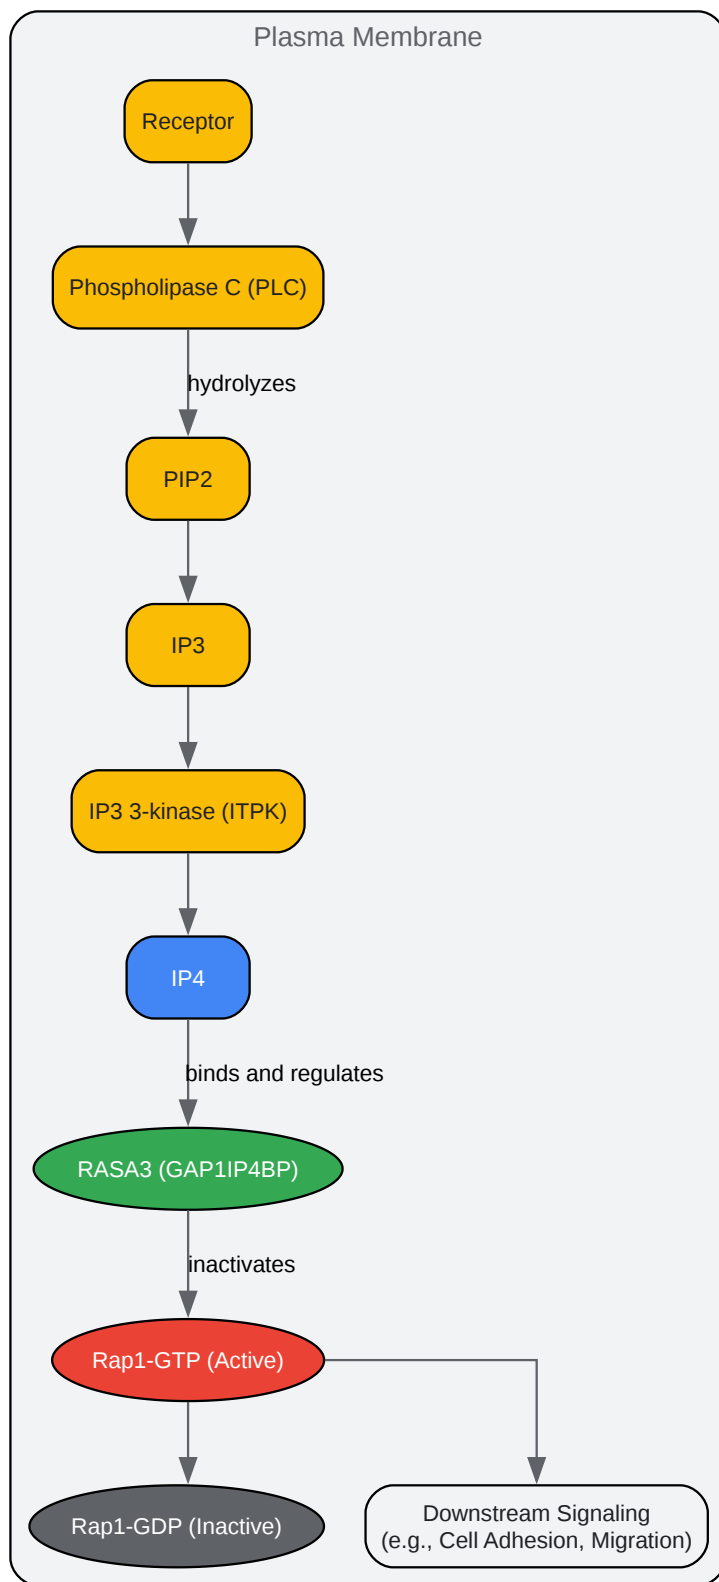 Plasma Membrane
Receptor
Phospholipase C (PLC)
hydrolyzes
PIP2
IP3
IP3 3-kinase (ITPK)
IP4
binds and regulates
RASA3 (GAP1IP4BP)
inactivates
Rap1-GTP (Active)
Rap1-GDP (Inactive)
Downstream Signaling
(e.g., Cell Adhesion, Migration)